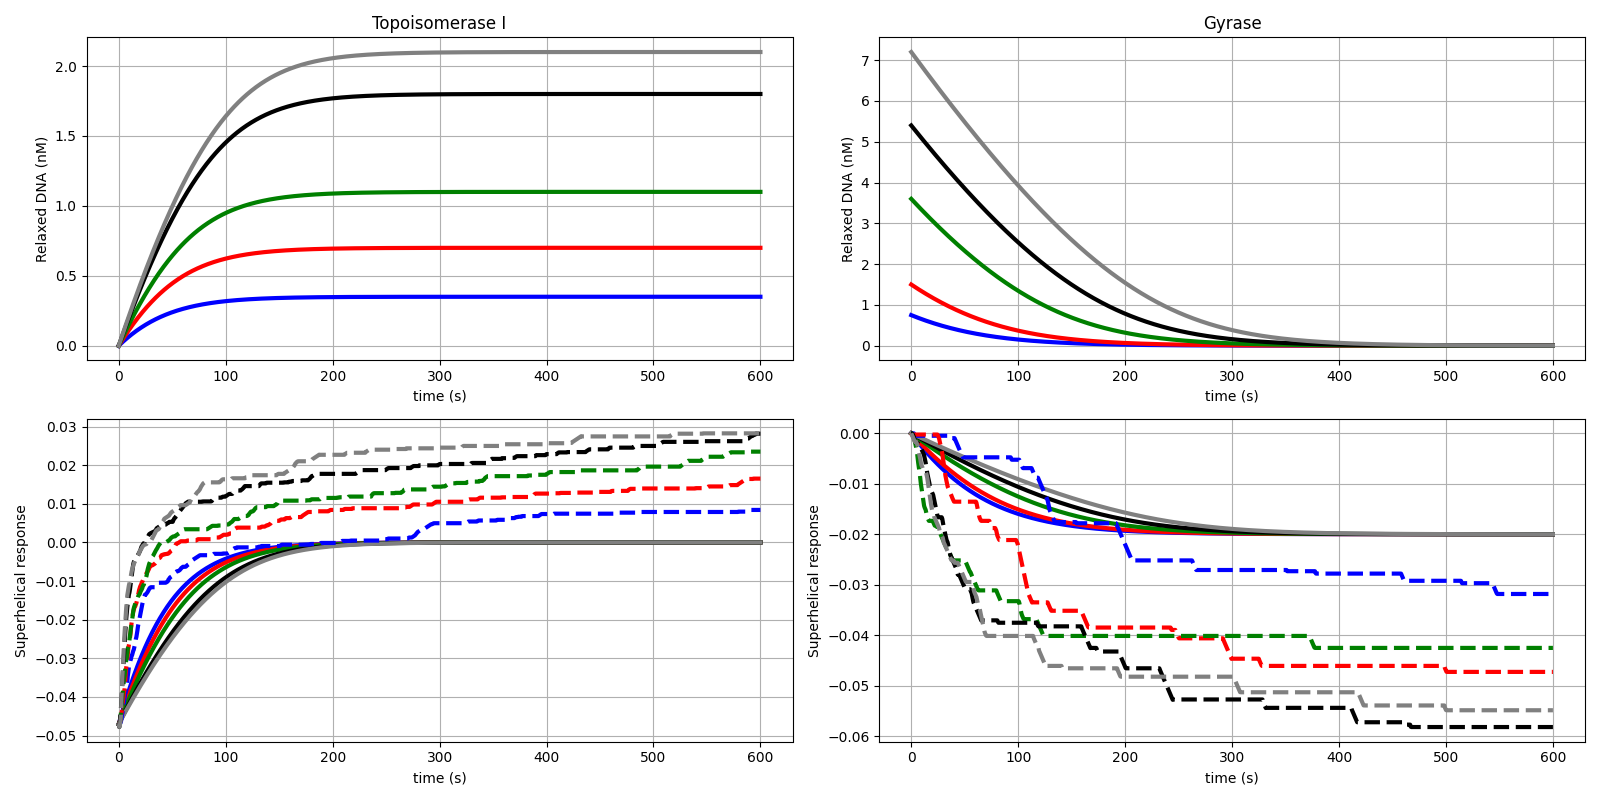 Topoisomerase I
Relaxed DNA (nM)
2.0
1.5
1.0
0.5
0.0
0 100 200 300 400 500 600
time (s)
Gyrase
Relaxed DNA (nM)
7
6
5
4
3
2
1
0
0 100 200 300 400 500 600
time (s)
Superhelical response
0.03
0.02
0.01
0.00
−0.01
−0.02
−0.03
−0.04
−0.05
0 100 200 300 400 500 600
time (s)
Superhelical response
0.00
−0.01
−0.02
−0.03
−0.04
−0.05
−0.06
0 100 200 300 400 500 600
time (s)